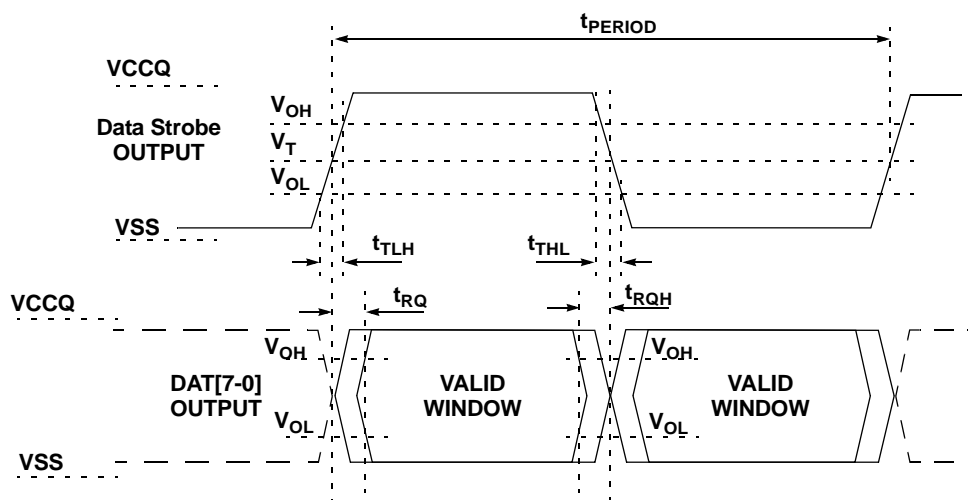 tPERIOD
VCCQ
VOH
Data Strobe
OUTPUT
VT
VOL
VSS
tTLH
tTHL
VCCQ
tRQ
tRQH
VOH
VOH
DAT[7-0]
OUTPUT
VALID
WINDOW
VALID
WINDOW
VOL
VOL
VSS